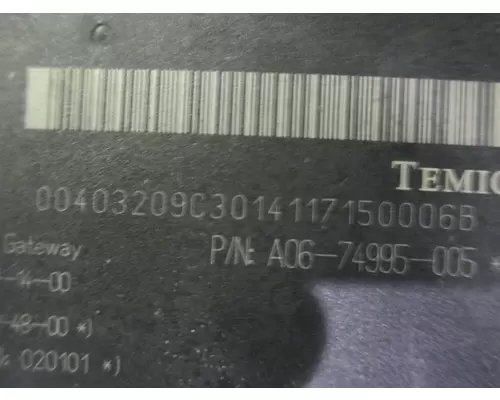 TEMIC
00403209C3014117150006B
Gateway
P/N: A06-74995-005 *
-14-00
-48-00 *)
: 020101 *)